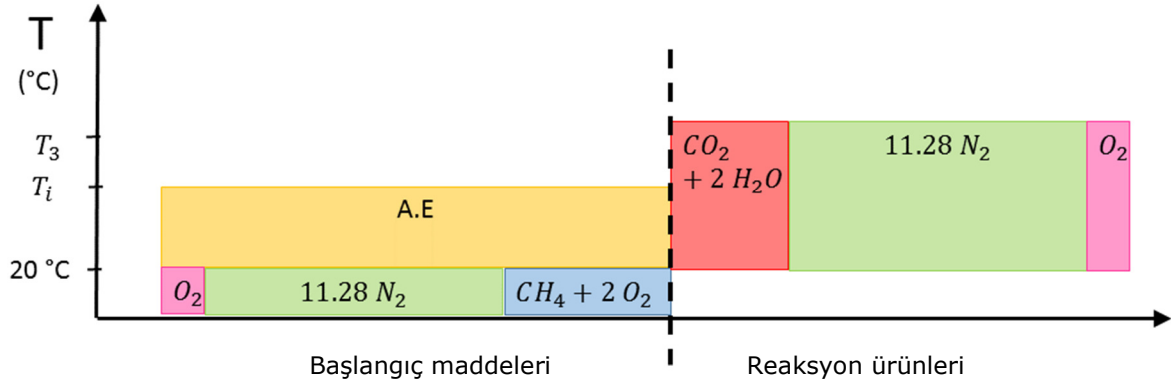 T
(°C)
T₃
Tᵢ
20 °C
A.E
O₂
11.28 N₂
CH₄ + 2 O₂
CO₂
+ 2 H₂O
11.28 N₂
O₂
Başlangıç maddeleri
Reaksyon ürünleri